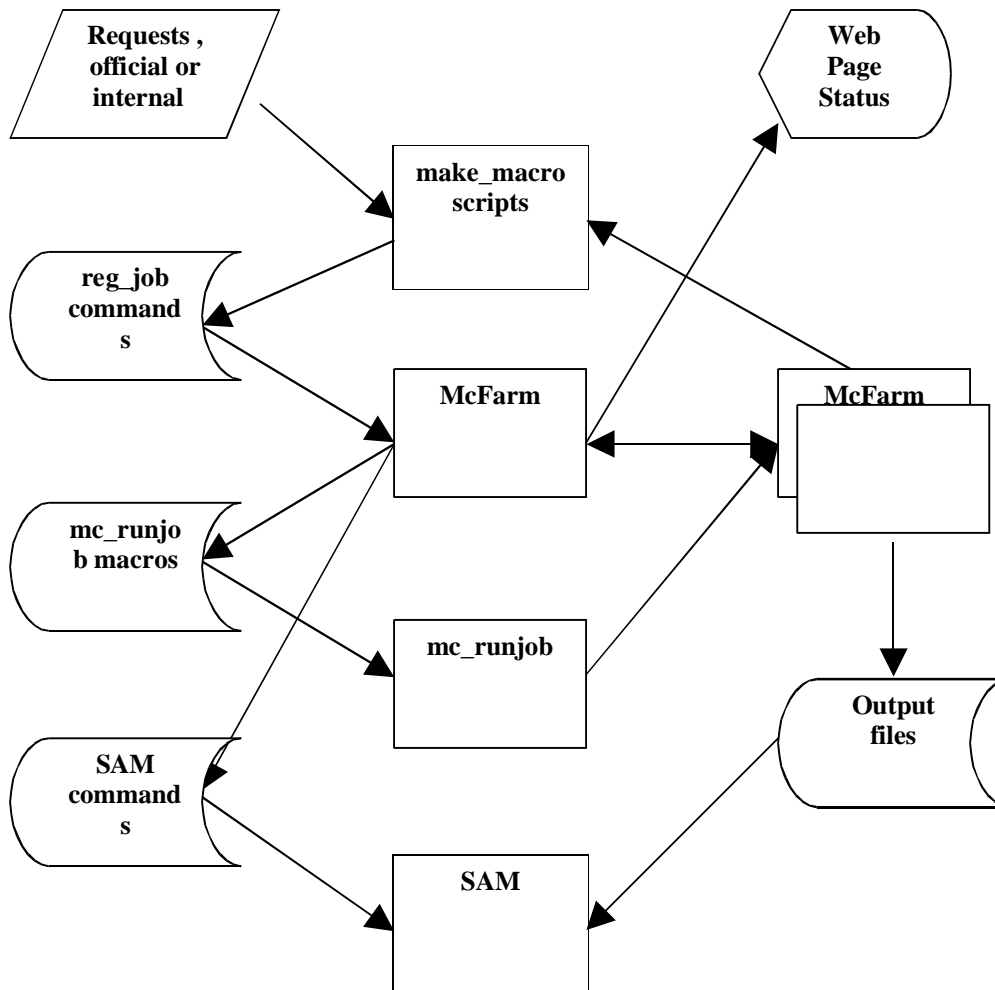 Requests ,
official or
internal
Web
Page
Status
make_macro
scripts
reg_job
command
s
McFarm
McFarm
mc_runjo
b macros
mc_runjob
Output
files
SAM
command
s
SAM